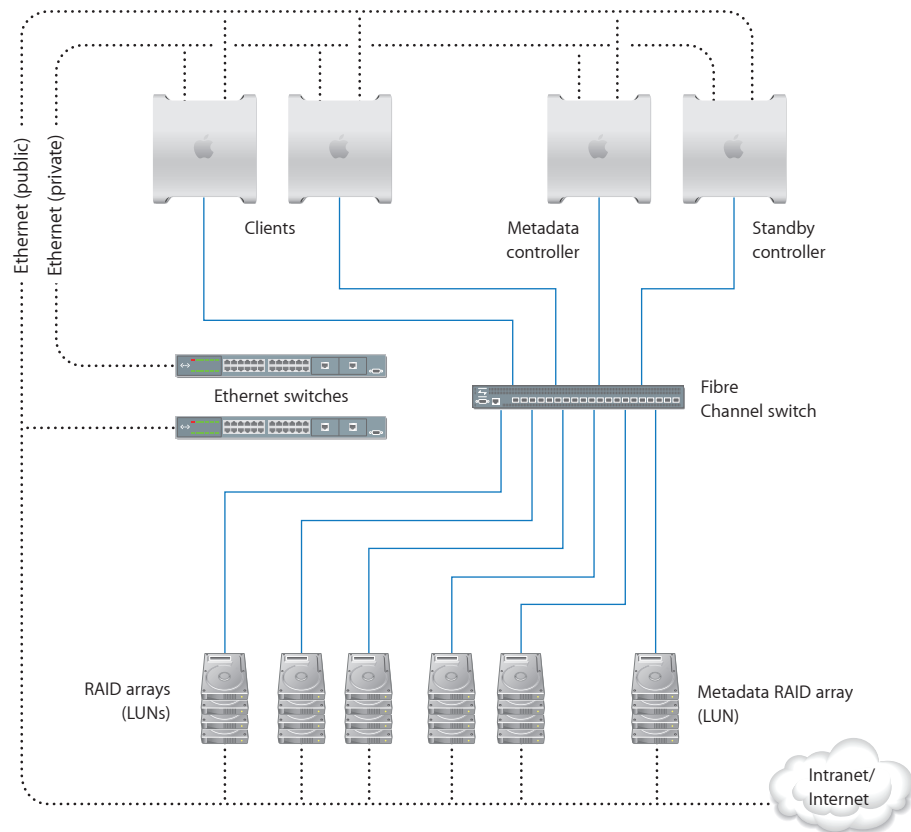 Ethernet (public)
Ethernet (private)
Clients
Metadata
controller
Standby
controller
Ethernet switches
Fibre
Channel switch
RAID arrays
(LUNs)
Metadata RAID array
(LUN)
Intranet/
Internet